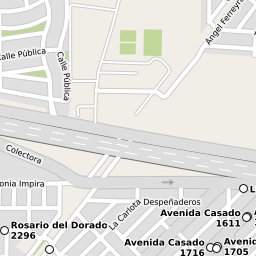 Ángel Ferreyra
Calle Pública
Calle Pública
Colectora
onia Impira
La Carlota
Despeñaderos
L
Avenida Casado
1611
Rosario del Dorado
2296
Avenida Casado
1716
1705